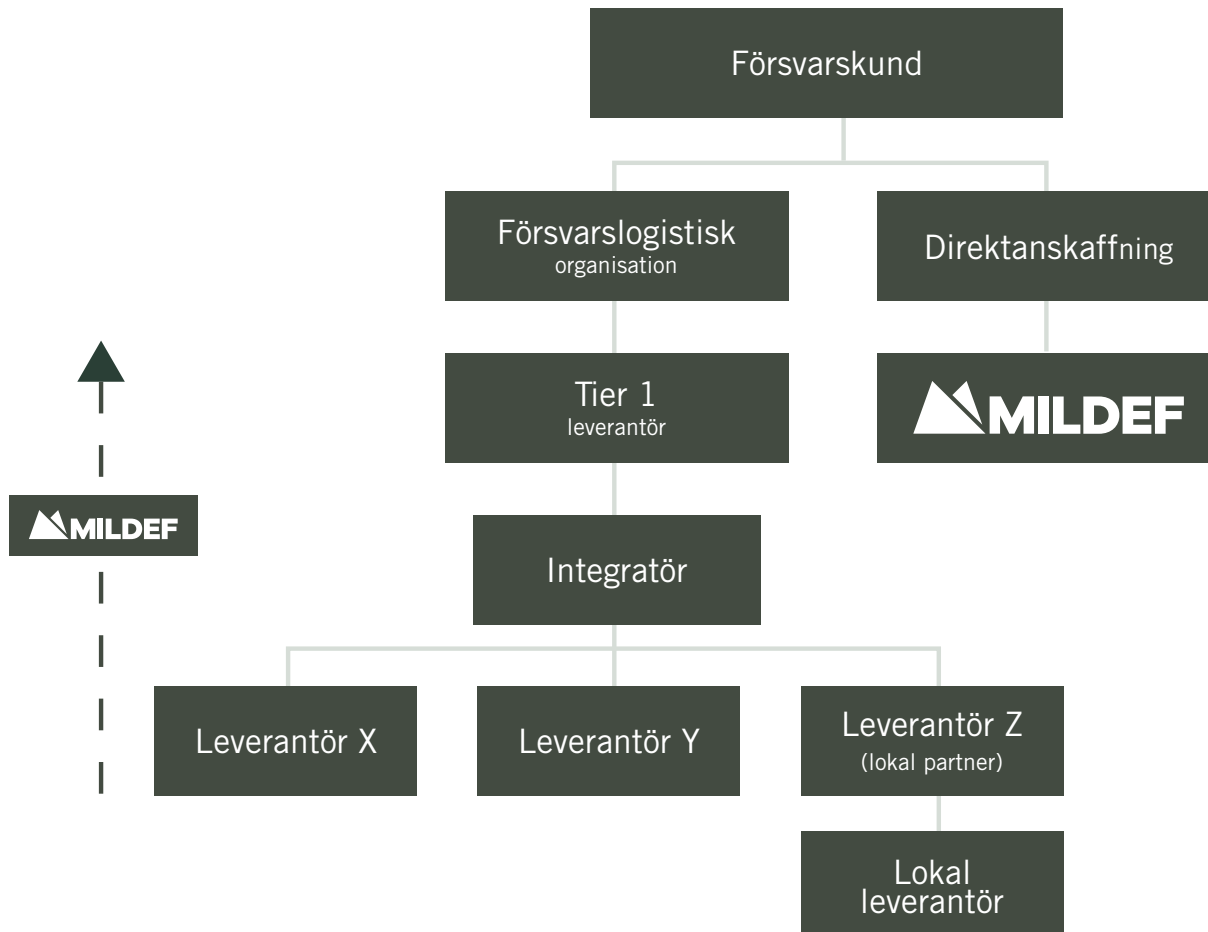 Försvarskund
Försvarslogistisk
organisation
Direktanskaffning
Tier 1
leverantör
MILDEF
MILDEF
Integratör
Leverantör X
Leverantör Y
Leverantör Z
(lokal partner)
Lokal
leverantör